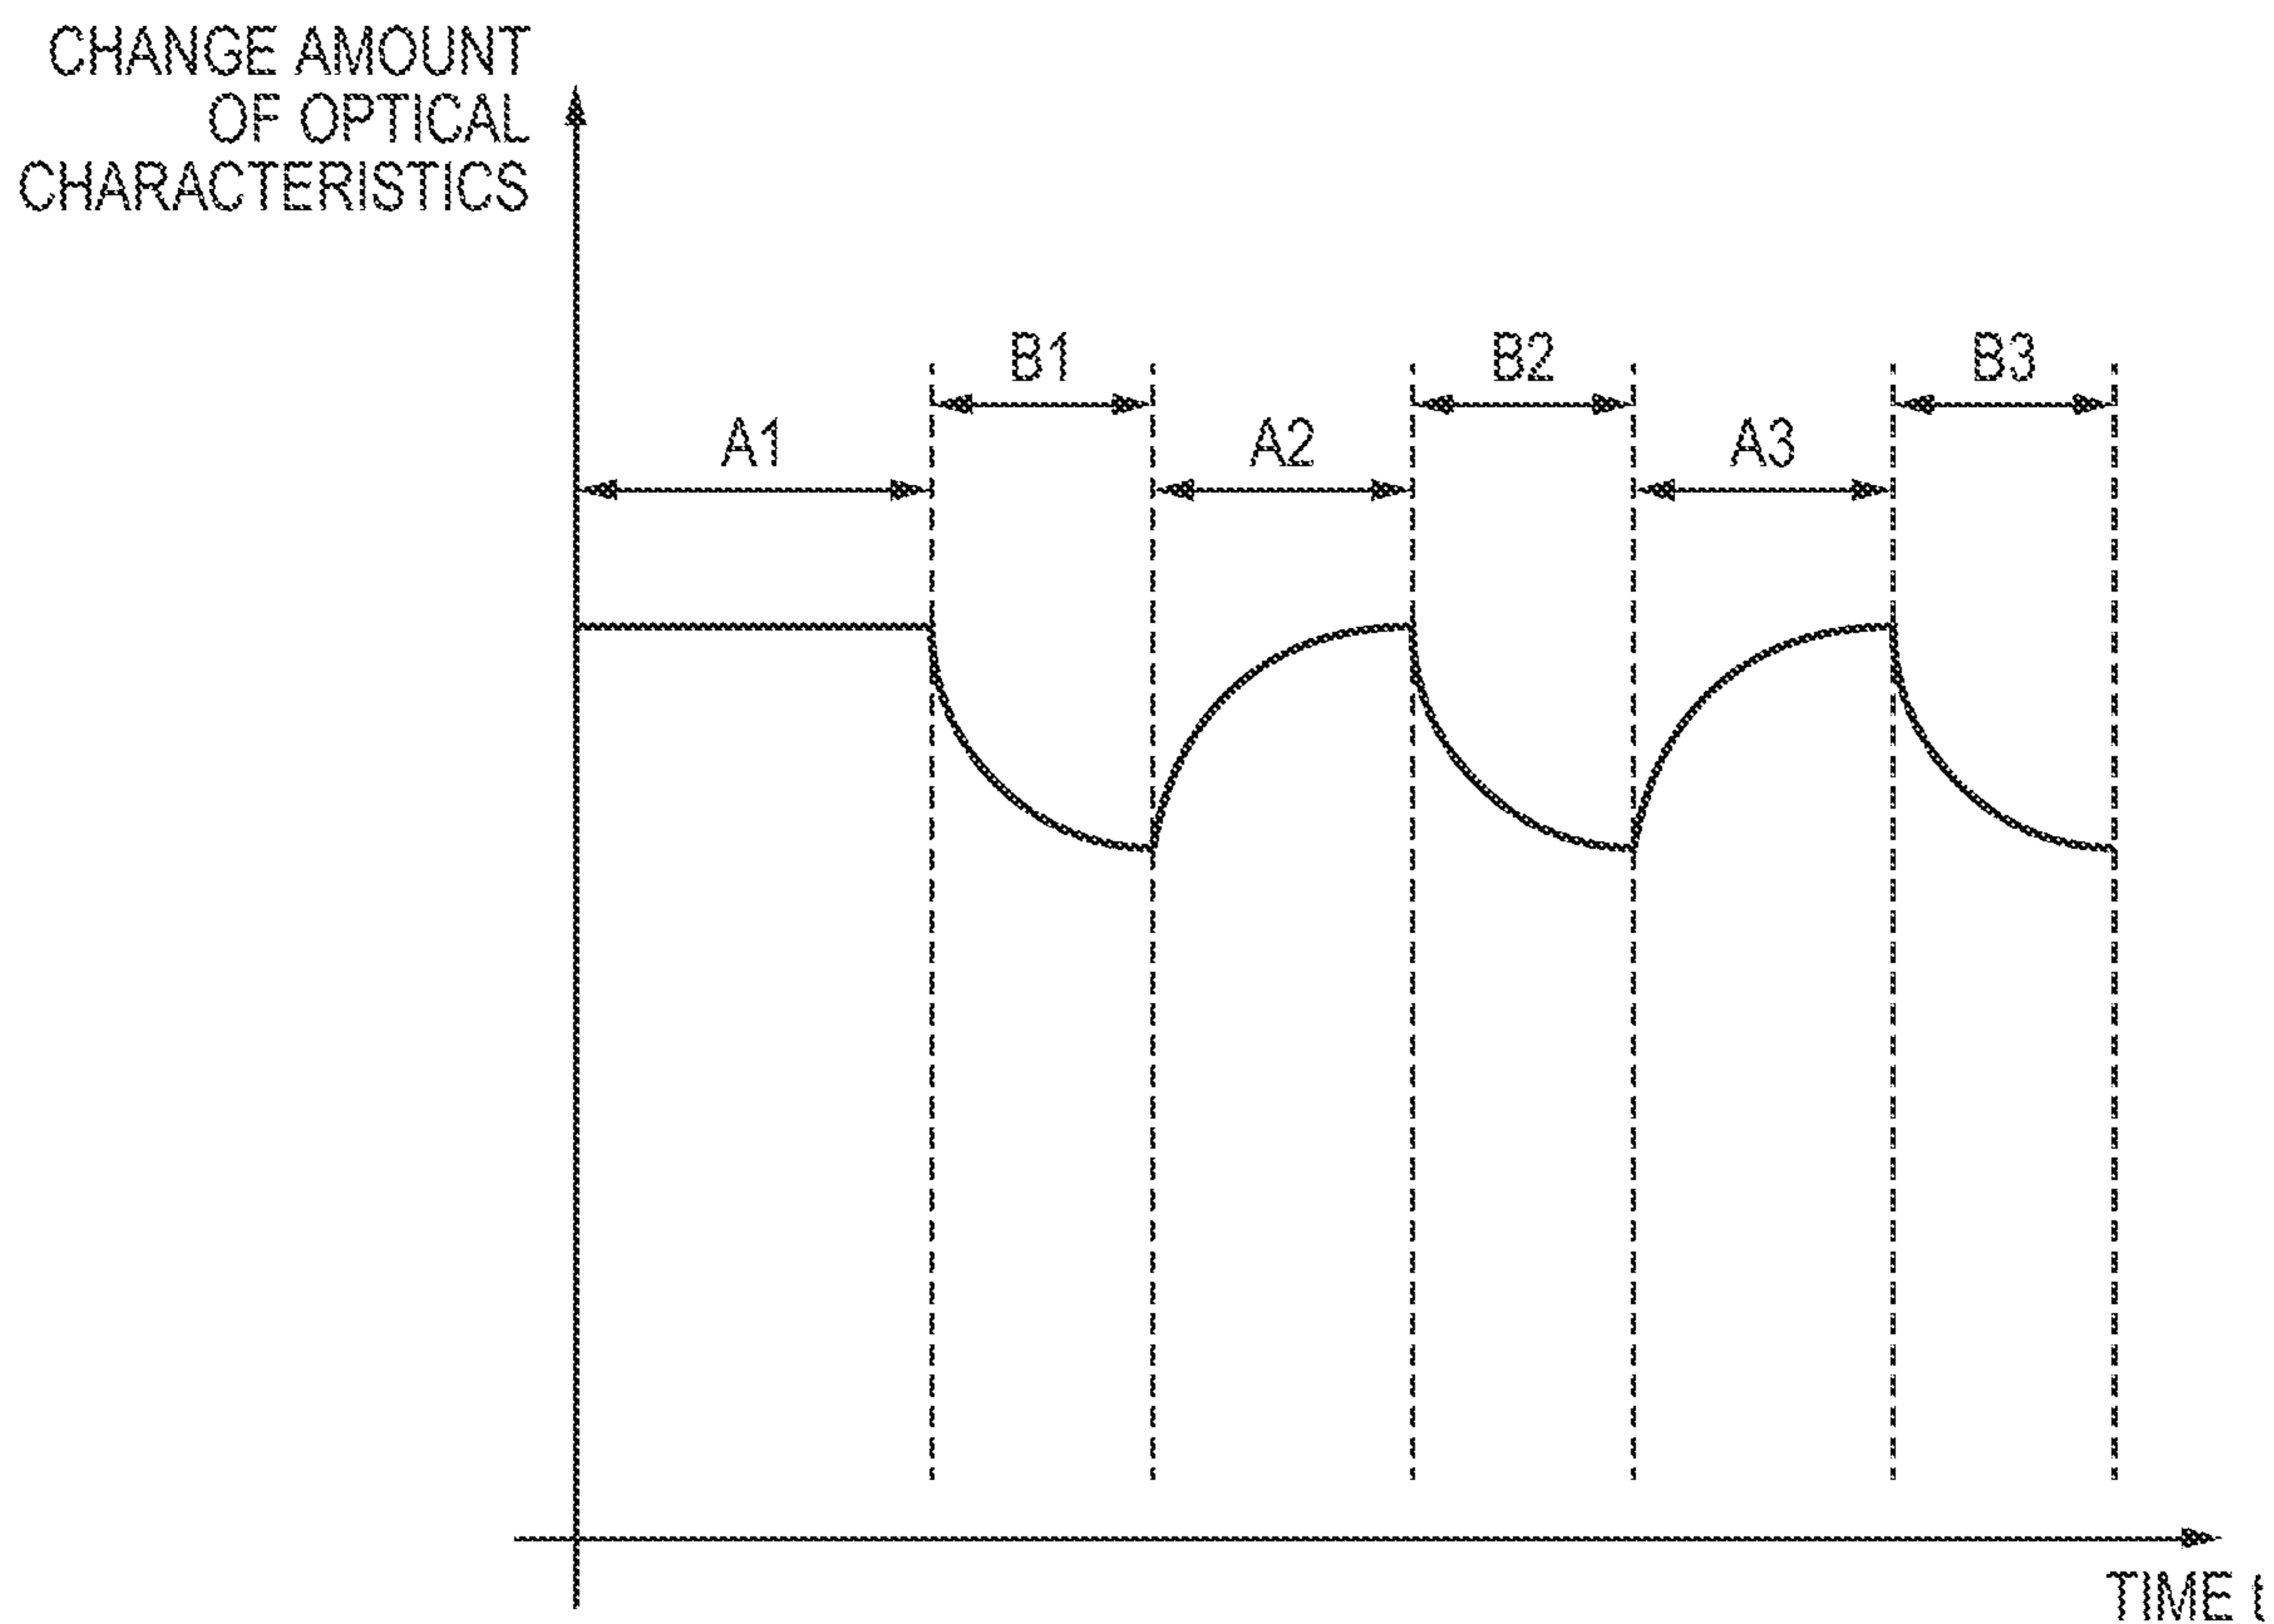 CHANGE AMOUNT
OF OPTICAL
CHARACTERISTICS
B1
B2
B3
A1
A2
A3
TIME t